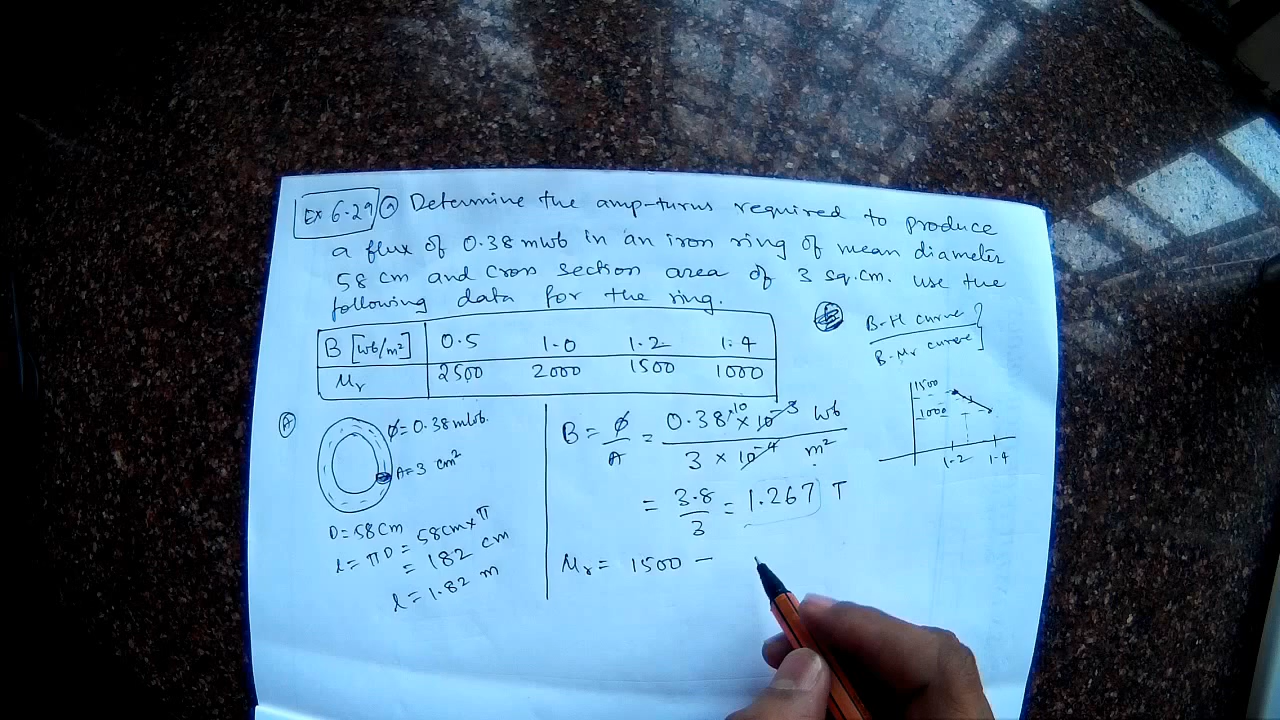 Ex 6.29 (a) Determine the amp-turns required to produce
a flux of 0.38 mwb in an iron ring of mean diameter
58 cm and cross section area of 3 sq.cm. use the
following data for the ring.
B [wb/m²] 0.5 1.0 1.2 1.4
μr 2500 2000 1500 1000
B-H curve ?
B-μr curve
1500
1000
1.2 1.4
(A)
φ = 0.38 mwb.
A = 3 cm²
D = 58 cm
l = πD = 58cm × π
= 182 cm
l = 1.82 m
B = φ/A = 0.38 × 10⁻³ wb / 3 × 10⁻⁴ m²
10
= 3.8/3 = 1.267 T
μr = 1500 –